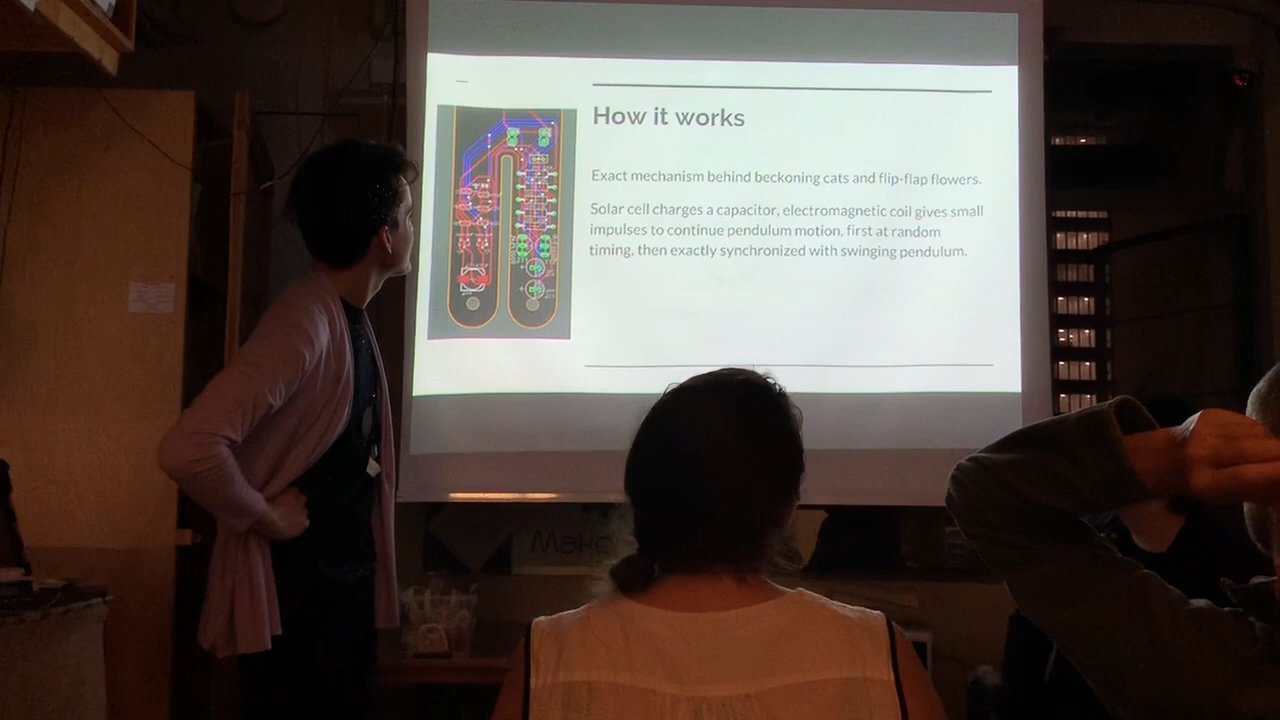 How it works
Exact mechanism behind beckoning cats and flip-flap flowers.
Solar cell charges a capacitor, electromagnetic coil gives small
impulses to continue pendulum motion, first at random
timing, then exactly synchronized with swinging pendulum.
Make